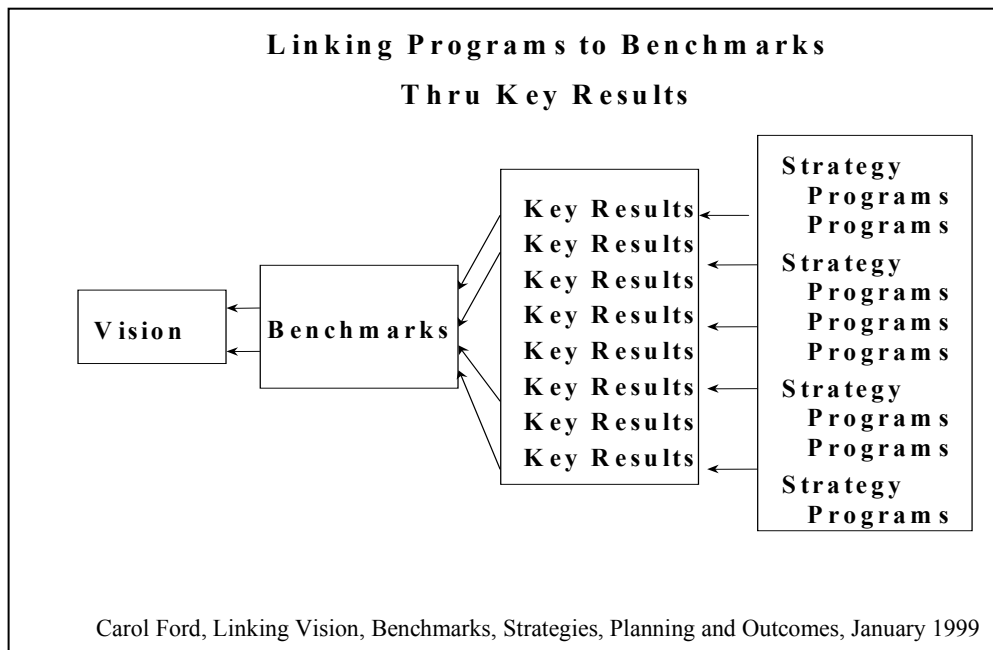 Linking Programs to Benchmarks
Thru Key Results
Vision
Benchmarks
Key Results
Key Results
Key Results
Key Results
Key Results
Key Results
Key Results
Key Results
Strategy
Programs
Programs
Strategy
Programs
Programs
Programs
Strategy
Programs
Programs
Strategy
Programs
Carol Ford, Linking Vision, Benchmarks, Strategies, Planning and Outcomes, January 1999